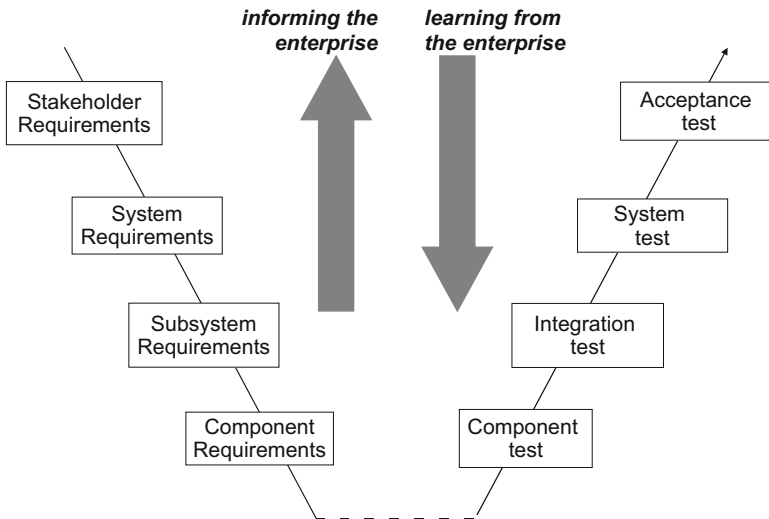 informing the
enterprise
learning from
the enterprise
Stakeholder
Requirements
Acceptance
test
System
Requirements
System
test
Subsystem
Requirements
Integration
test
Component
Requirements
Component
test